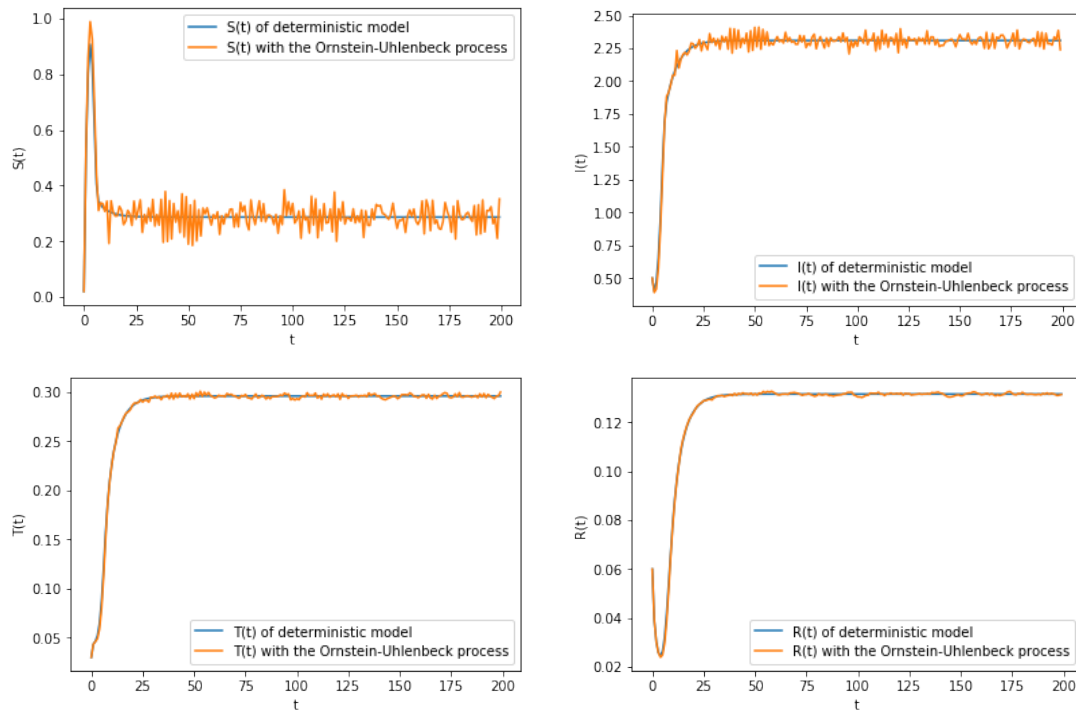 S(t) of deterministic model
S(t) with the Ornstein-Uhlenbeck process
1.0
0.8
0.6
0.4
0.2
0.0
S(t)
0 25 50 75 100 125 150 175 200
t
2.50
2.25
2.00
1.75
1.50
1.25
1.00
0.75
0.50
I(t)
I(t) of deterministic model
I(t) with the Ornstein-Uhlenbeck process
0 25 50 75 100 125 150 175 200
t
0.30
0.25
0.20
0.15
0.10
0.05
T(t)
T(t) of deterministic model
T(t) with the Ornstein-Uhlenbeck process
0 25 50 75 100 125 150 175 200
t
0.12
0.10
0.08
0.06
0.04
0.02
R(t)
R(t) of deterministic model
R(t) with the Ornstein-Uhlenbeck process
0 25 50 75 100 125 150 175 200
t